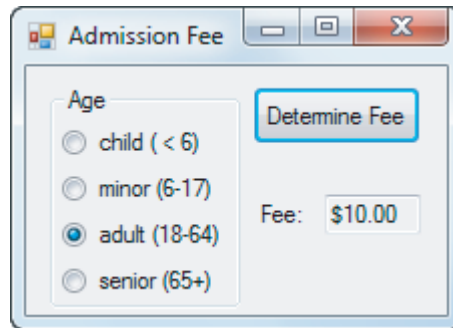 Admission Fee
Age
child ( < 6)
minor (6-17)
adult (18-64)
senior (65+)
Determine Fee
Fee: $10.00